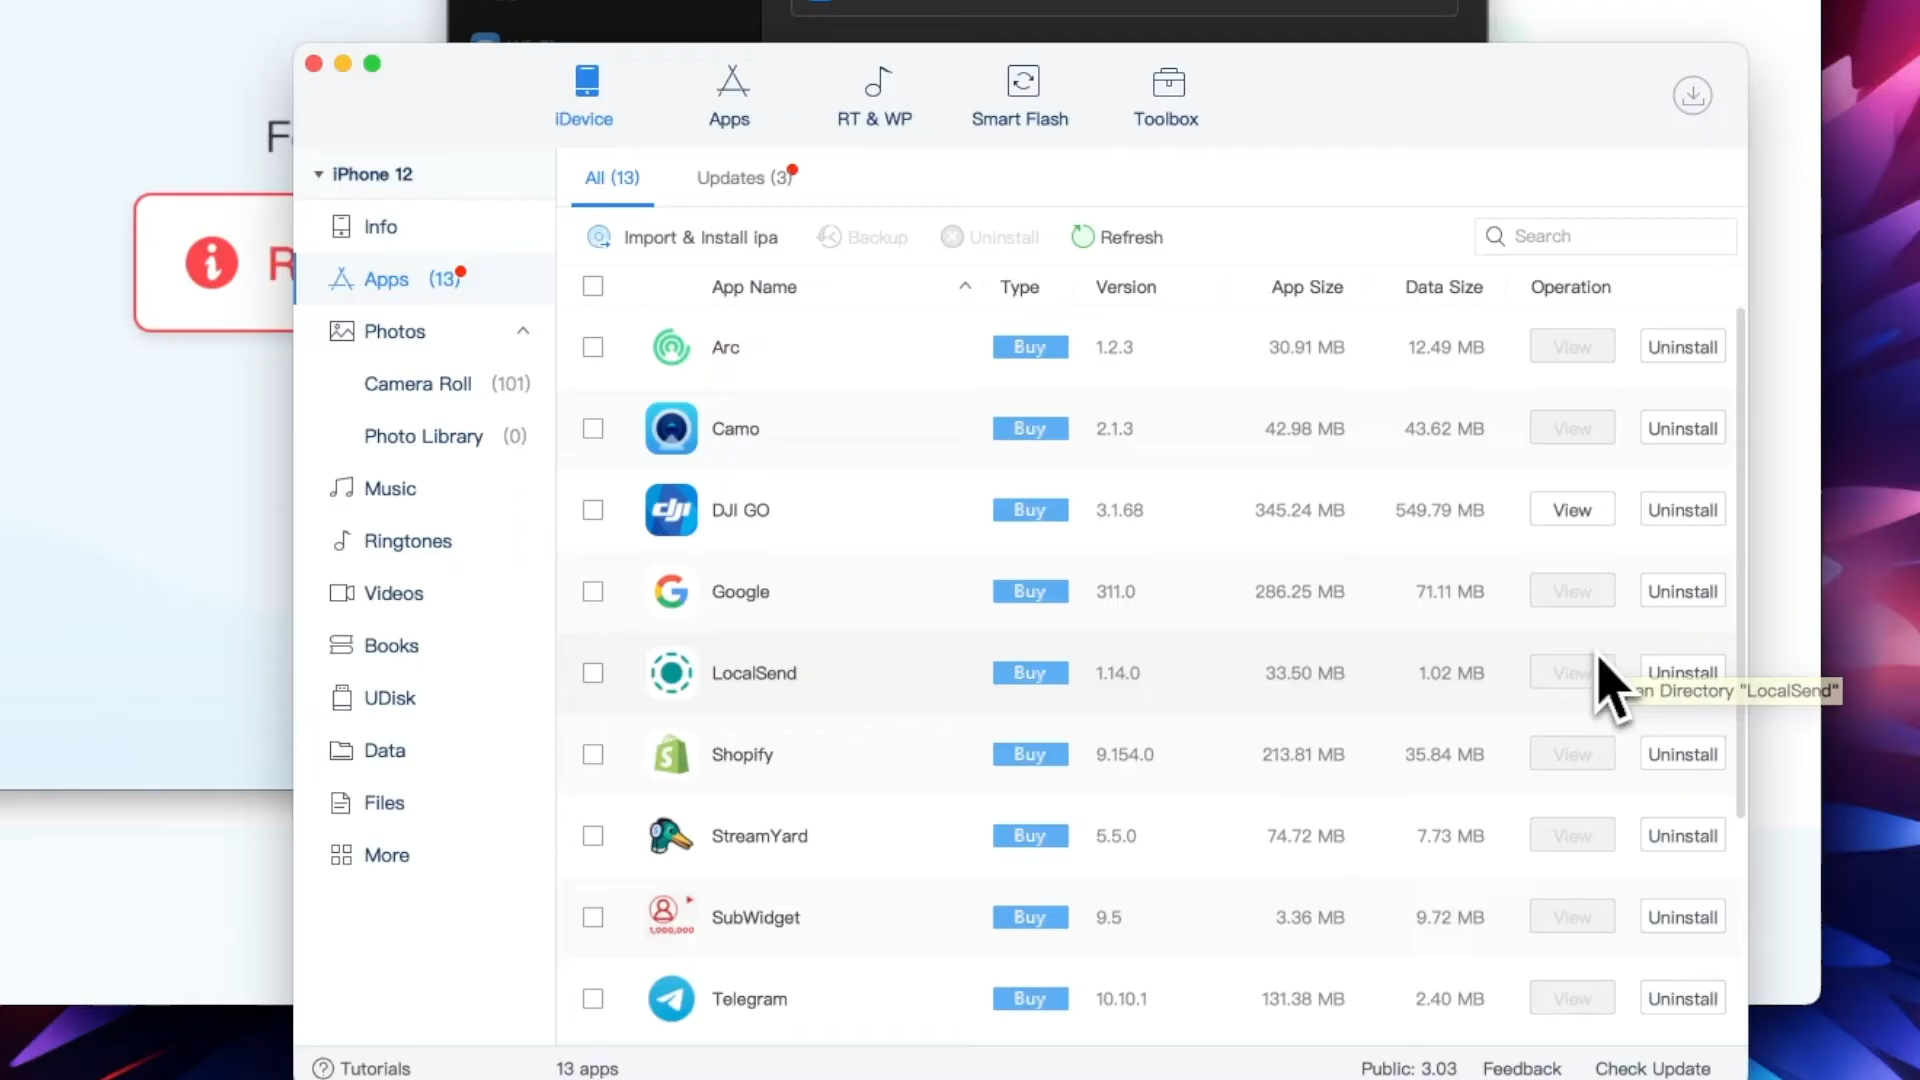 iDevice
Apps
RT & WP
Smart Flash
Toolbox
iPhone 12
Info
Apps (13)
Photos
Camera Roll (101)
Photo Library (0)
Music
Ringtones
Videos
Books
UDisk
Data
Files
More
All (13)
Updates (3)
Import & Install ipa
Backup
Uninstall
Refresh
Search
App Name Type Version App Size Data Size Operation
Arc Buy 1.2.3 30.91 MB 12.49 MB View Uninstall
Camo Buy 2.1.3 42.98 MB 43.62 MB View Uninstall
dji DJI GO Buy 3.1.68 345.24 MB 549.79 MB View Uninstall
Google Buy 311.0 286.25 MB 71.11 MB View Uninstall
LocalSend Buy 1.14.0 33.50 MB 1.02 MB View Uninstall
Directory "LocalSend"
Shopify Buy 9.154.0 213.81 MB 35.84 MB View Uninstall
StreamYard Buy 5.5.0 74.72 MB 7.73 MB View Uninstall
1,000,000 SubWidget Buy 9.5 3.36 MB 9.72 MB View Uninstall
Telegram Buy 10.10.1 131.38 MB 2.40 MB View Uninstall
Tutorials
13 apps
Public: 3.03
Feedback
Check Update